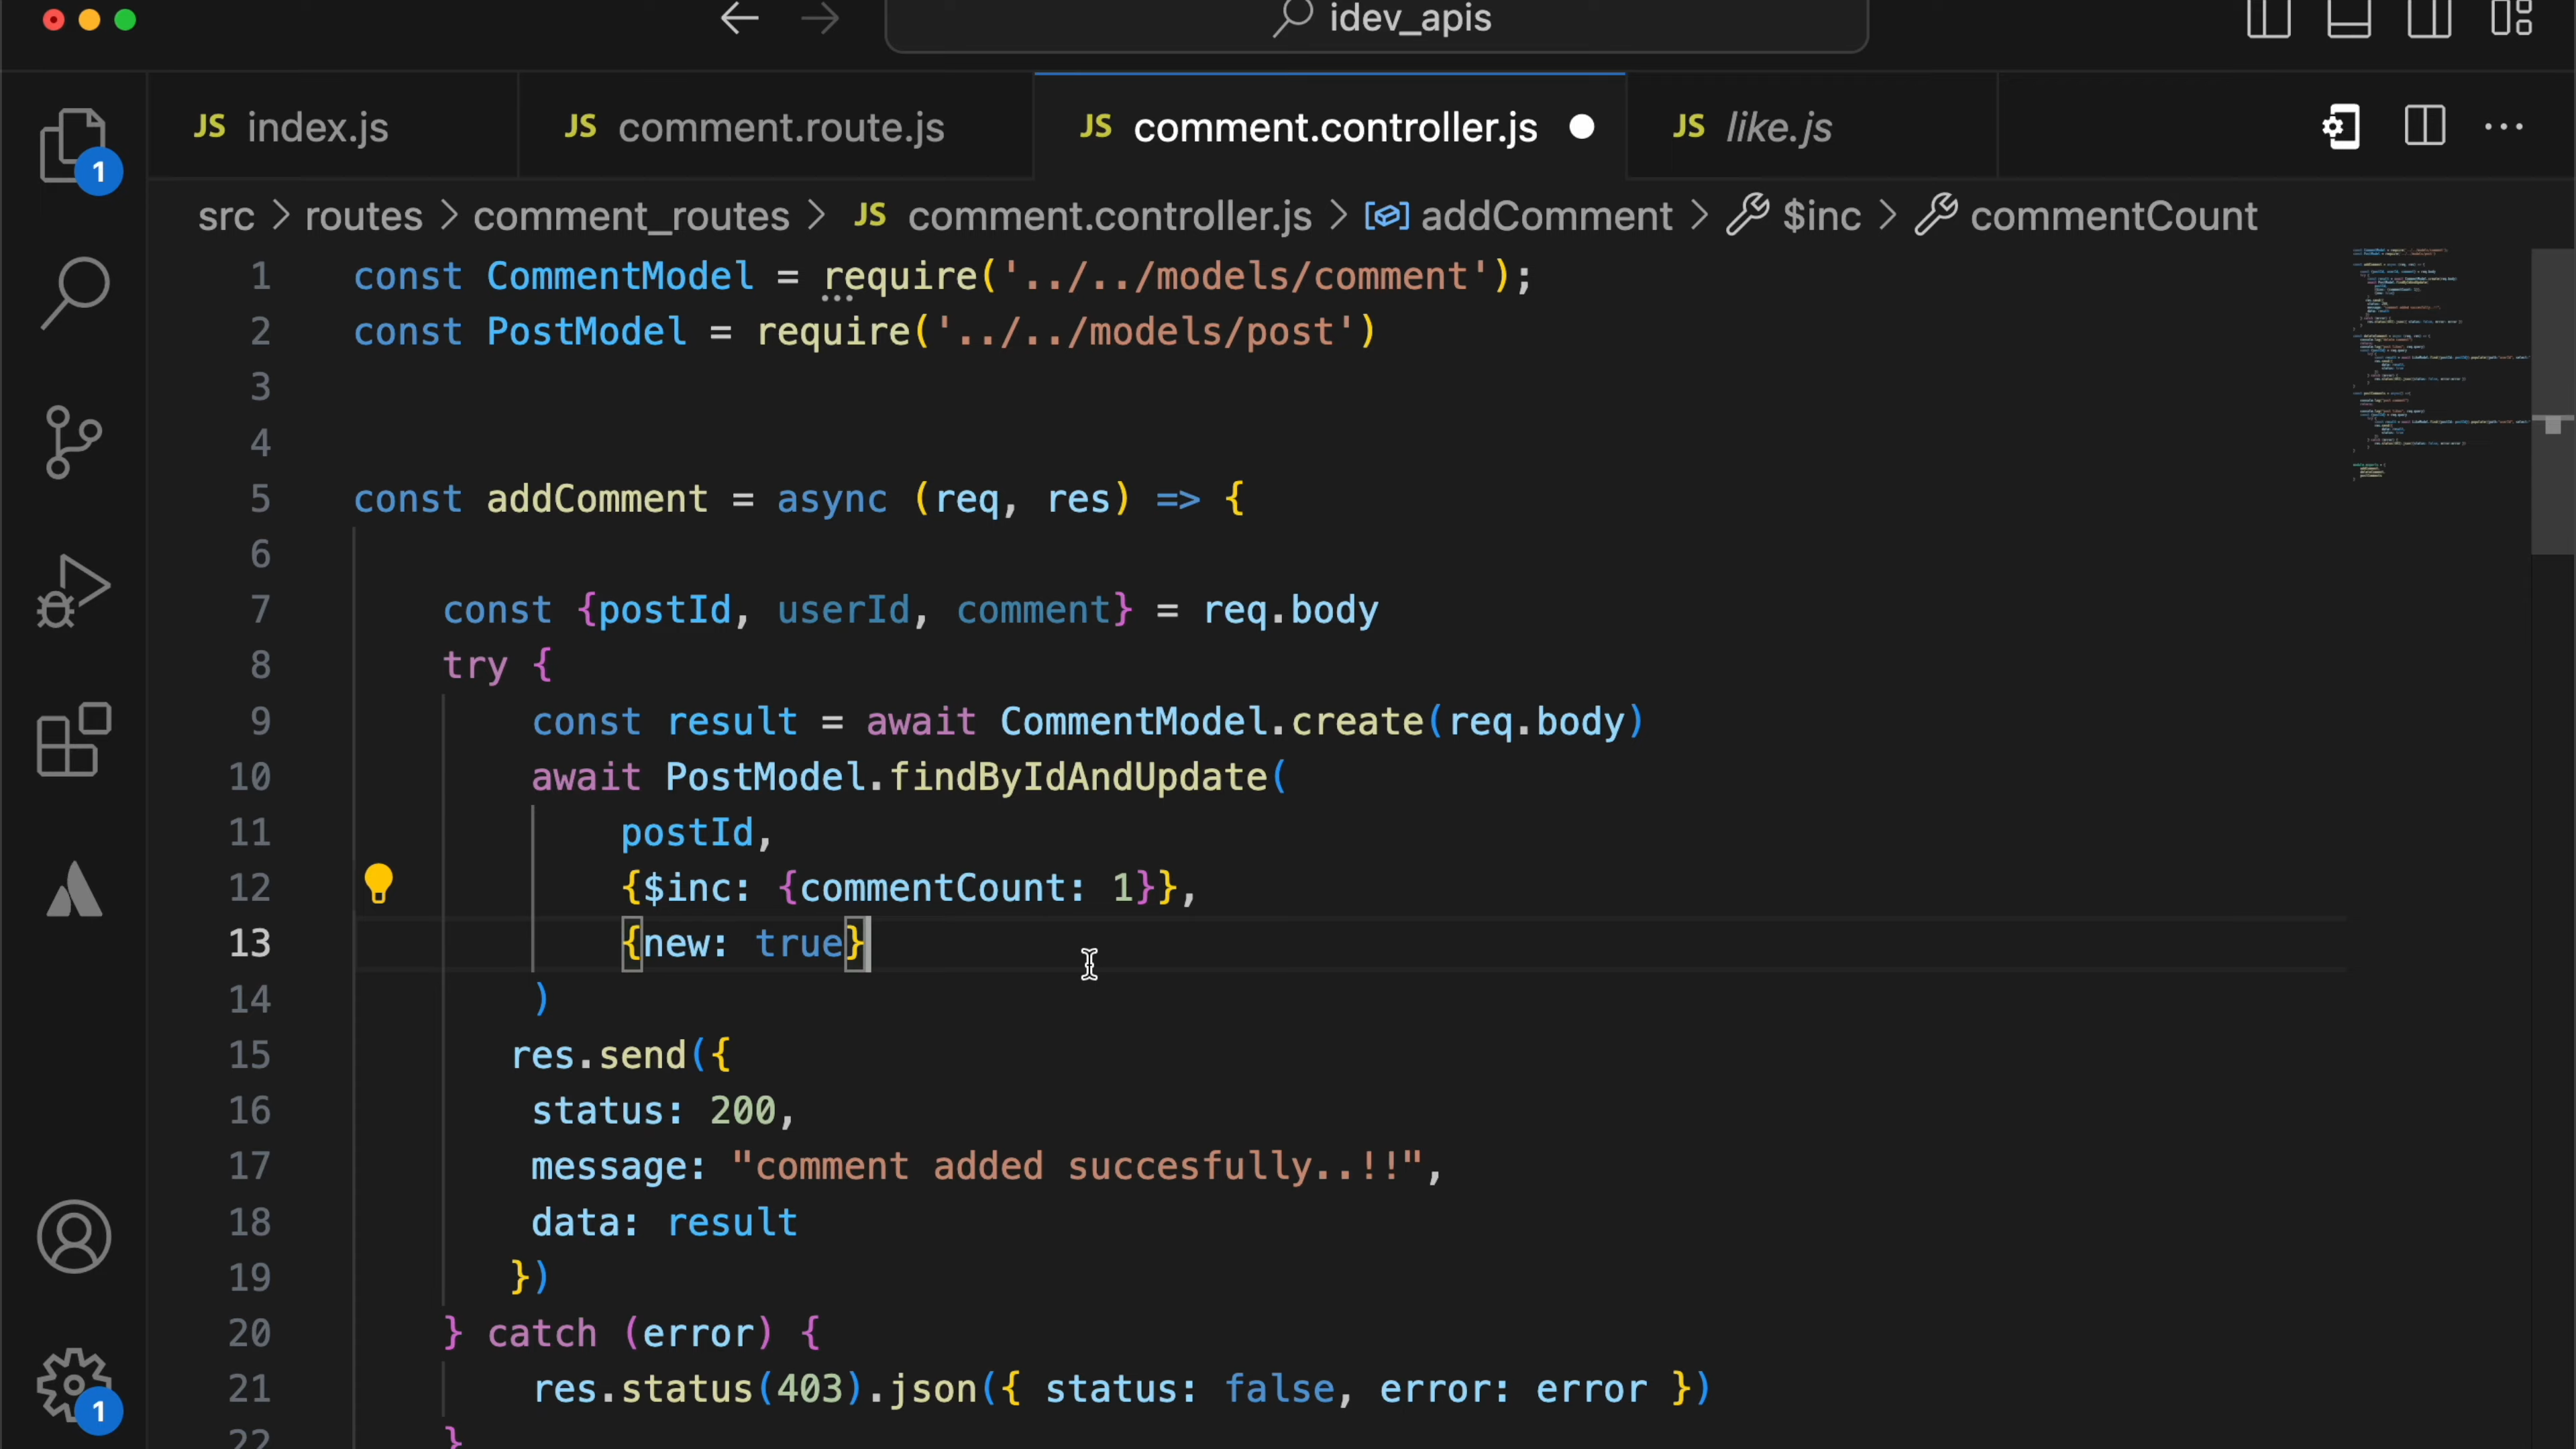 idev_apis
JS index.js
JS comment.route.js
JS comment.controller.js
JS like.js
1
src > routes > comment_routes > JS comment.controller.js > addComment > $inc > commentCount
1 const CommentModel = require('../../models/comment');
2 const PostModel = require('../../models/post')
3
4
5 const addComment = async (req, res) => {
6
7 const {postId, userId, comment} = req.body
8 try {
9 const result = await CommentModel.create(req.body)
10 await PostModel.findByIdAndUpdate(
11 postId,
12 {$inc: {commentCount: 1}},
13 {new: true}
14 )
15 res.send({
16 status: 200,
17 message: "comment added succesfully..!!",
18 data: result
19 })
20 } catch (error) {
21 res.status(403).json({ status: false, error: error })
22 }
1